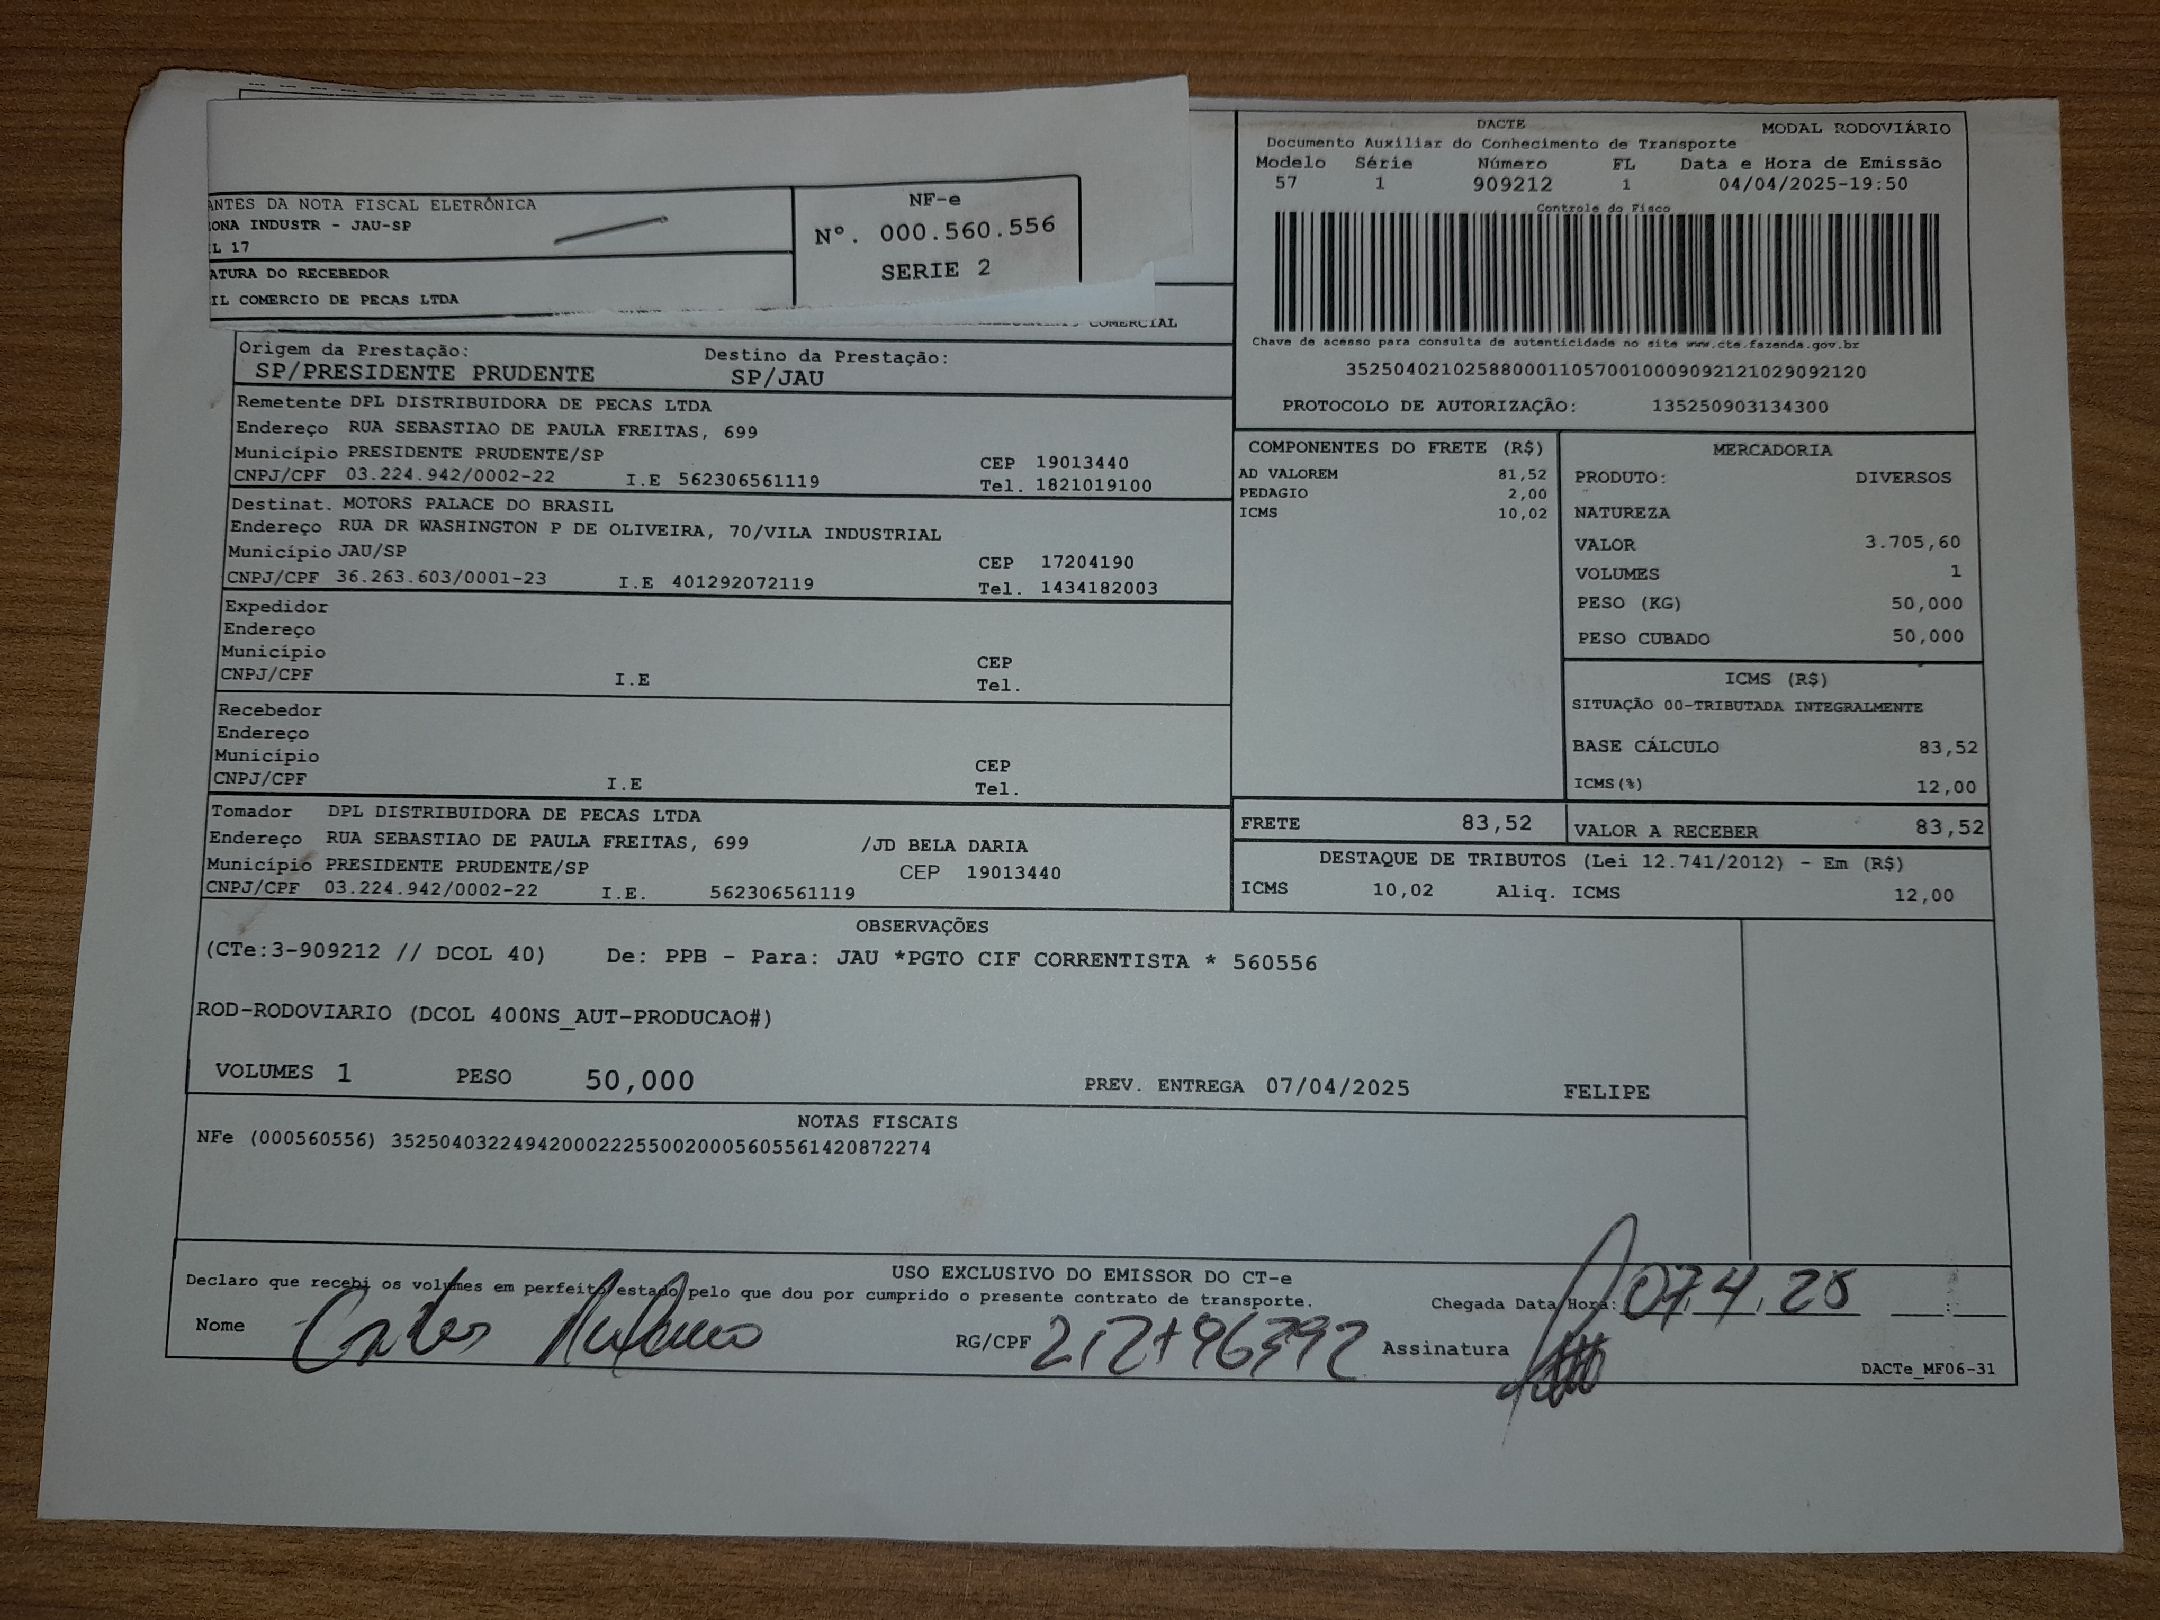 ANTES DA NOTA FISCAL ELETRÔNICA
ONA INDUSTR - JAU-SP
L 17
ATURA DO RECEBEDOR
IL COMERCIO DE PECAS LTDA
NF-e
Nº. 000.560.556
SERIE 2
COMERCIAL
DACTE
MODAL RODOVIÁRIO
Documento Auxiliar do Conhecimento de Transporte
Modelo Série Número FL Data e Hora de Emissão
57 1 909212 1 04/04/2025-19:50
Controle do Fisco
Chave de acesso para consulta de autenticidade no site www.cte.fazenda.gov.br
35250402102588000110570010009092121029092120
PROTOCOLO DE AUTORIZAÇÃO: 135250903134300
Origem da Prestação: Destino da Prestação:
SP/PRESIDENTE PRUDENTE SP/JAU
Remetente DPL DISTRIBUIDORA DE PECAS LTDA
Endereço RUA SEBASTIAO DE PAULA FREITAS, 699
Município PRESIDENTE PRUDENTE/SP CEP 19013440
CNPJ/CPF 03.224.942/0002-22 I.E 562306561119 Tel. 1821019100
Destinat. MOTORS PALACE DO BRASIL
Endereço RUA DR WASHINGTON P DE OLIVEIRA, 70/VILA INDUSTRIAL
Município JAU/SP CEP 17204190
CNPJ/CPF 36.263.603/0001-23 I.E 401292072119 Tel. 1434182003
Expedidor
Endereço
Município CEP
CNPJ/CPF I.E Tel.
Recebedor
Endereço
Município CEP
CNPJ/CPF I.E Tel.
Tomador DPL DISTRIBUIDORA DE PECAS LTDA
Endereço RUA SEBASTIAO DE PAULA FREITAS, 699 /JD BELA DARIA
Município PRESIDENTE PRUDENTE/SP CEP 19013440
CNPJ/CPF 03.224.942/0002-22 I.E. 562306561119
COMPONENTES DO FRETE (R$)
AD VALOREM 81,52
PEDAGIO 2,00
ICMS 10,02
MERCADORIA
PRODUTO: DIVERSOS
NATUREZA
VALOR 3.705,60
VOLUMES 1
PESO (KG) 50,000
PESO CUBADO 50,000
ICMS (R$)
SITUAÇÃO 00-TRIBUTADA INTEGRALMENTE
BASE CÁLCULO 83,52
ICMS(%) 12,00
FRETE 83,52 VALOR A RECEBER 83,52
DESTAQUE DE TRIBUTOS (Lei 12.741/2012) - Em (R$)
ICMS 10,02 Aliq. ICMS 12,00
OBSERVAÇÕES
(CTe:3-909212 // DCOL 40) De: PPB - Para: JAU *PGTO CIF CORRENTISTA * 560556
ROD-RODOVIARIO (DCOL 400NS_AUT-PRODUCAO#)
VOLUMES 1 PESO 50,000 PREV. ENTREGA 07/04/2025 FELIPE
NOTAS FISCAIS
NFe (000560556) 35250403224942000222550020005605561420872274
USO EXCLUSIVO DO EMISSOR DO CT-e
Declaro que recebi os volumes em perfeito estado pelo que dou por cumprido o presente contrato de transporte.
Chegada Data/Hora: 07/4/25
Nome RG/CPF Assinatura
DACTe_MF06-31